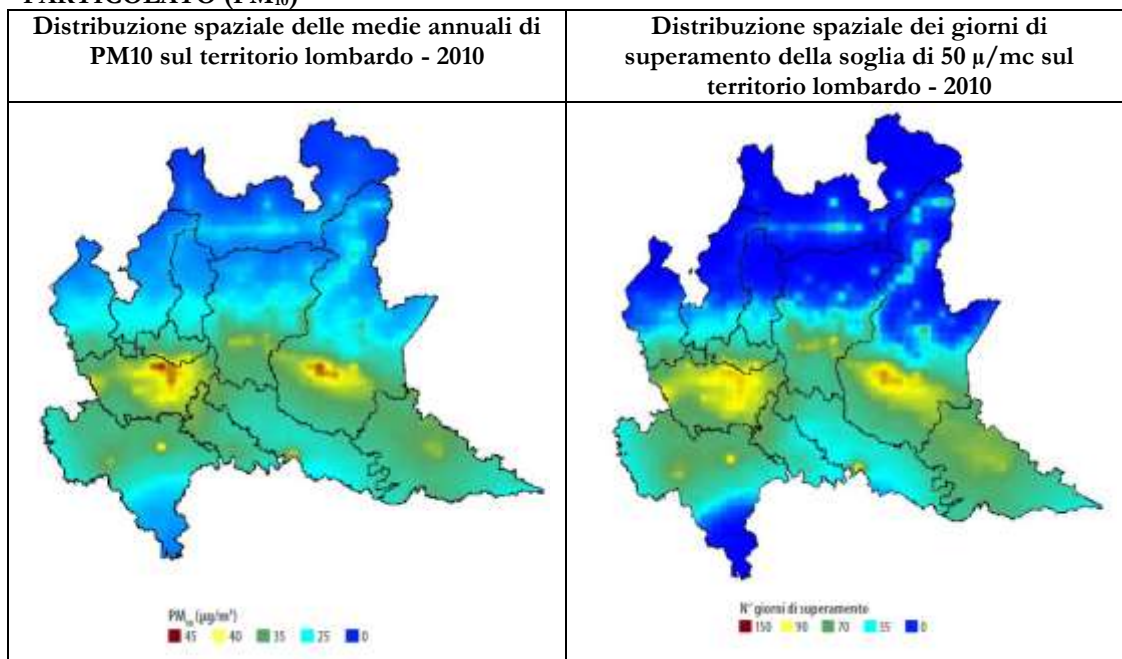 PARTICOLATO (PM₁₀)
Distribuzione spaziale delle medie annuali di
PM10 sul territorio lombardo - 2010
Distribuzione spaziale dei giorni di
superamento della soglia di 50 µ/mc sul
territorio lombardo - 2010
PM₁₀ (µg/m³)
45 40 35 25 0
N° giorni di superamento
150 90 70 35 0